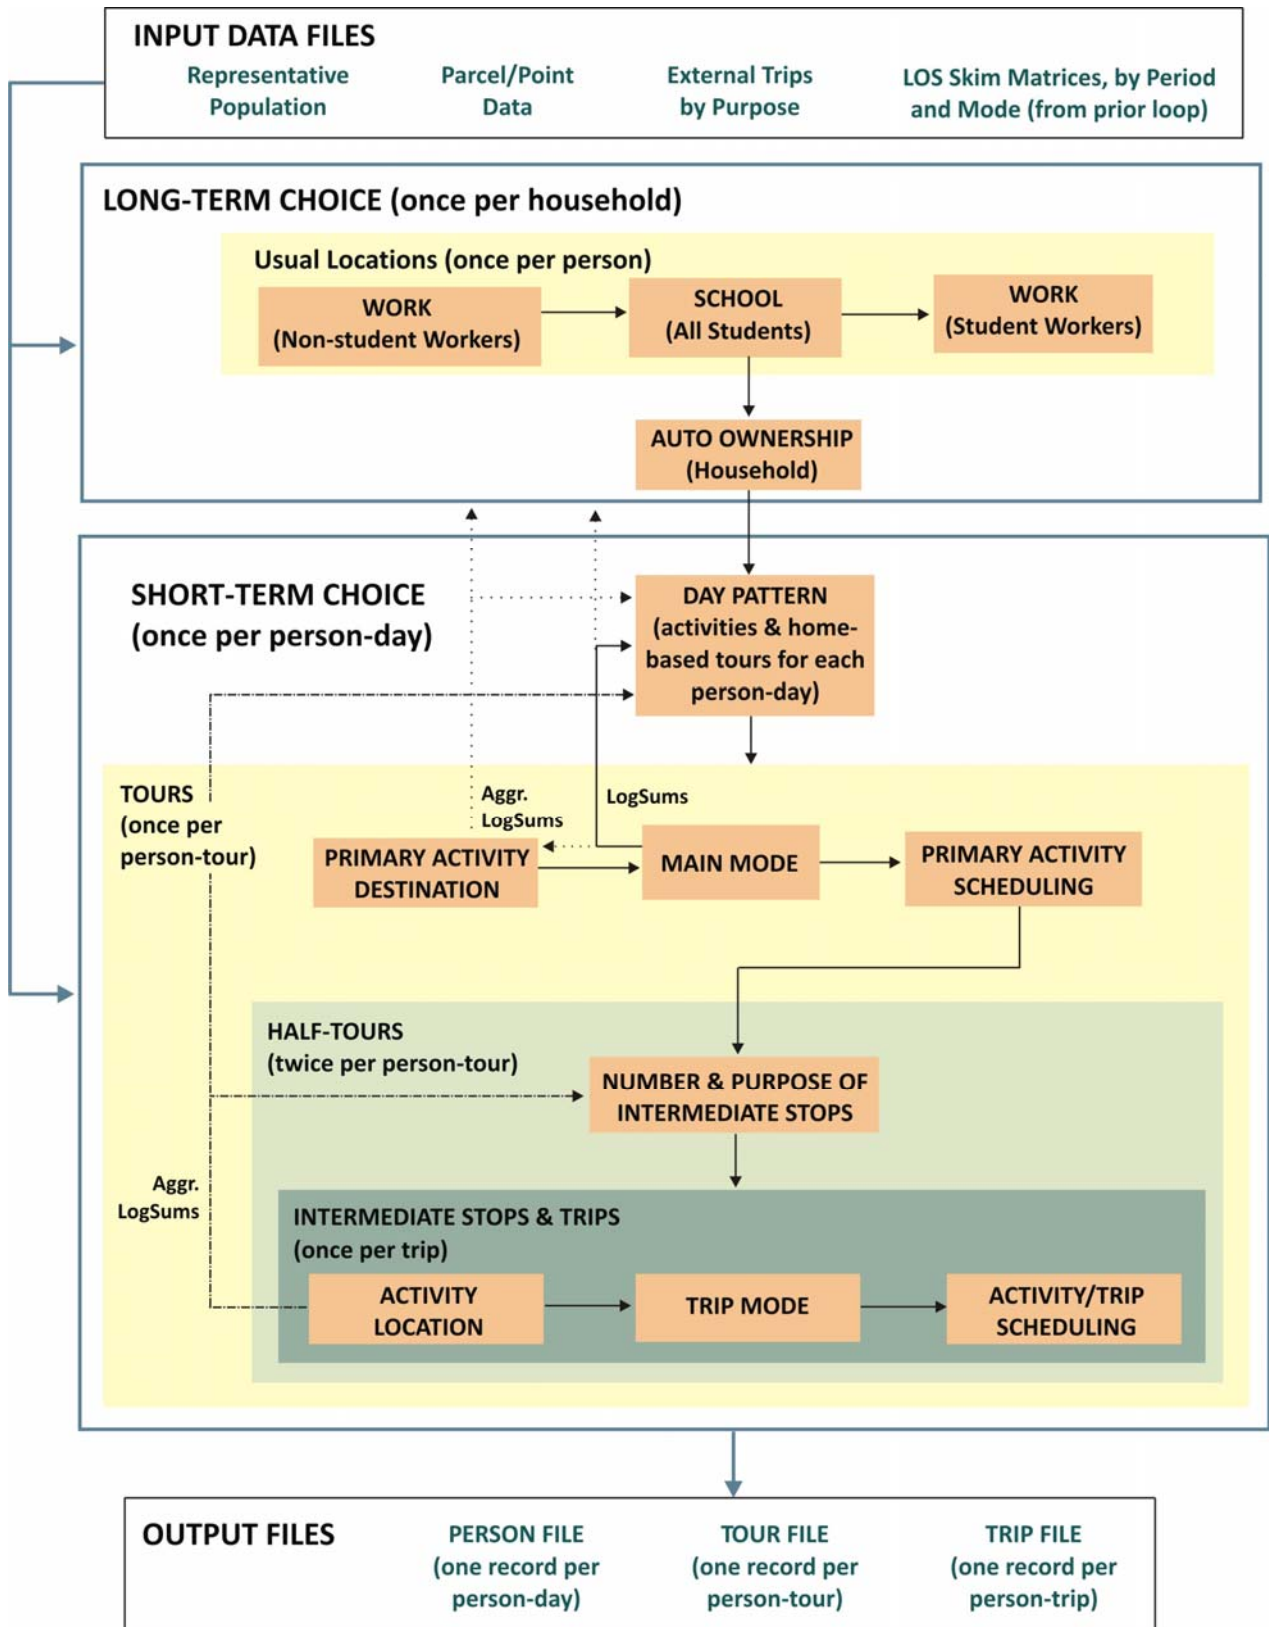 INPUT DATA FILES
Representative
Population
Parcel/Point
Data
External Trips
by Purpose
LOS Skim Matrices, by Period
and Mode (from prior loop)
LONG-TERM CHOICE (once per household)
Usual Locations (once per person)
WORK
(Non-student Workers)
SCHOOL
(All Students)
WORK
(Student Workers)
AUTO OWNERSHIP
(Household)
SHORT-TERM CHOICE
(once per person-day)
DAY PATTERN
(activities & home-
based tours for each
person-day)
TOURS
(once per
person-tour)
Aggr.
LogSums
LogSums
PRIMARY ACTIVITY
DESTINATION
MAIN MODE
PRIMARY ACTIVITY
SCHEDULING
HALF-TOURS
(twice per person-tour)
NUMBER & PURPOSE OF
INTERMEDIATE STOPS
Aggr.
LogSums
INTERMEDIATE STOPS & TRIPS
(once per trip)
ACTIVITY
LOCATION
TRIP MODE
ACTIVITY/TRIP
SCHEDULING
OUTPUT FILES
PERSON FILE
(one record per
person-day)
TOUR FILE
(one record per
person-tour)
TRIP FILE
(one record per
person-trip)